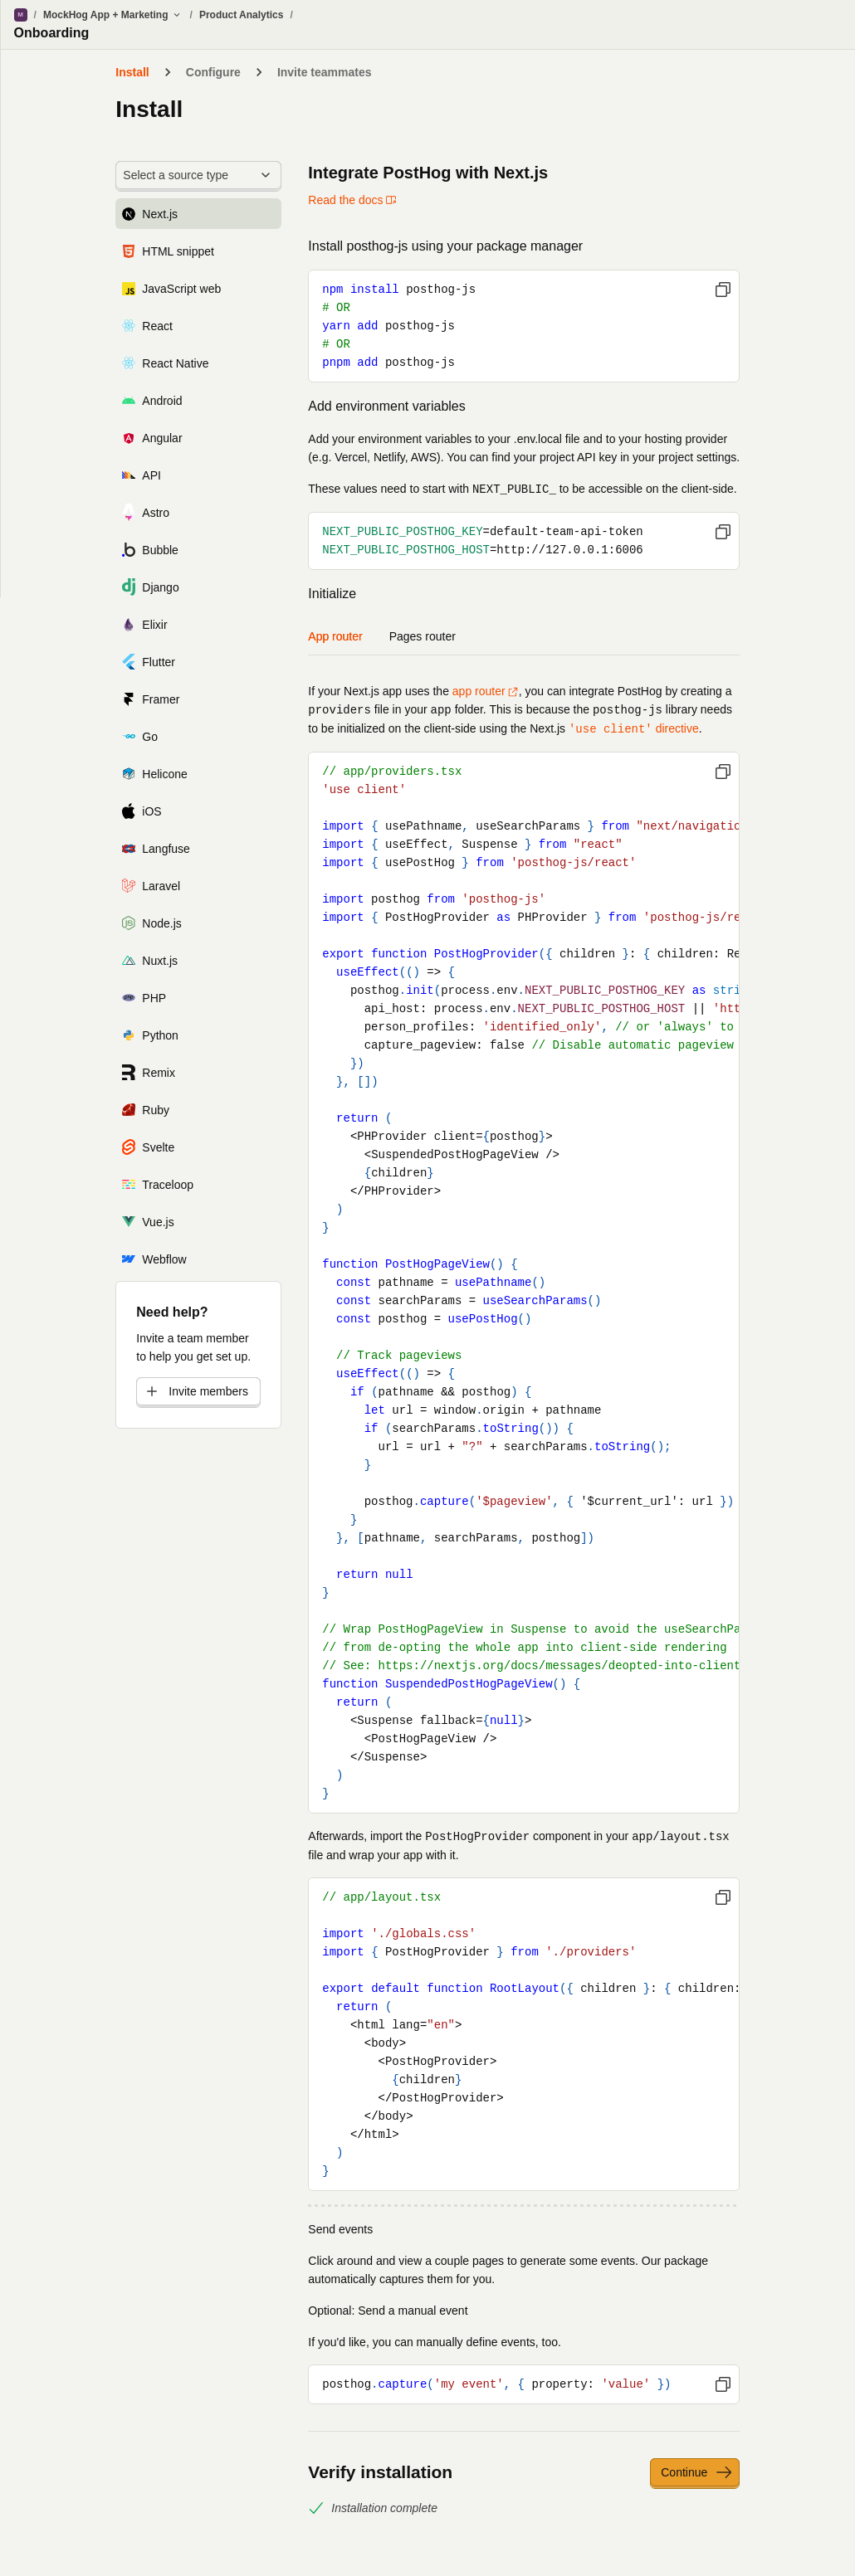 M / MockHog App + Marketing / Product Analytics /
Onboarding
Install > Configure > Invite teammates
Install
Select a source type
Next.js
HTML snippet
JavaScript web
React
React Native
Android
Angular
API
Astro
Bubble
Django
Elixir
Flutter
Framer
Go
Helicone
iOS
Langfuse
Laravel
Node.js
Nuxt.js
PHP
Python
Remix
Ruby
Svelte
Traceloop
Vue.js
Webflow
Need help?
Invite a team member
to help you get set up.
Invite members
Integrate PostHog with Next.js
Read the docs
Install posthog-js using your package manager
npm install posthog-js
# OR
yarn add posthog-js
# OR
pnpm add posthog-js
Add environment variables
Add your environment variables to your .env.local file and to your hosting provider
(e.g. Vercel, Netlify, AWS). You can find your project API key in your project settings.
These values need to start with NEXT_PUBLIC_ to be accessible on the client-side.
NEXT_PUBLIC_POSTHOG_KEY=default-team-api-token
NEXT_PUBLIC_POSTHOG_HOST=http://127.0.0.1:6006
Initialize
App router Pages router
If your Next.js app uses the app router, you can integrate PostHog by creating a
providers file in your app folder. This is because the posthog-js library needs
to be initialized on the client-side using the Next.js 'use client' directive.
// app/providers.tsx
'use client'
import { usePathname, useSearchParams } from "next/navigatio
import { useEffect, Suspense } from "react"
import { usePostHog } from 'posthog-js/react'
import posthog from 'posthog-js'
import { PostHogProvider as PHProvider } from 'posthog-js/re
export function PostHogProvider({ children }: { children: Re
useEffect(() => {
posthog.init(process.env.NEXT_PUBLIC_POSTHOG_KEY as stri
api_host: process.env.NEXT_PUBLIC_POSTHOG_HOST || 'htt
person_profiles: 'identified_only', // or 'always' to
capture_pageview: false // Disable automatic pageview
})
}, [])
return (
<PHProvider client={posthog}>
<SuspendedPostHogPageView />
{children}
</PHProvider>
)
}
function PostHogPageView() {
const pathname = usePathname()
const searchParams = useSearchParams()
const posthog = usePostHog()
// Track pageviews
useEffect(() => {
if (pathname && posthog) {
let url = window.origin + pathname
if (searchParams.toString()) {
url = url + "?" + searchParams.toString();
}
posthog.capture('$pageview', { '$current_url': url })
}
}, [pathname, searchParams, posthog])
return null
}
// Wrap PostHogPageView in Suspense to avoid the useSearchPa
// from de-opting the whole app into client-side rendering
// See: https://nextjs.org/docs/messages/deopted-into-client
function SuspendedPostHogPageView() {
return (
<Suspense fallback={null}>
<PostHogPageView />
</Suspense>
)
}
Afterwards, import the PostHogProvider component in your app/layout.tsx
file and wrap your app with it.
// app/layout.tsx
import './globals.css'
import { PostHogProvider } from './providers'
export default function RootLayout({ children }: { children:
return (
<html lang="en">
<body>
<PostHogProvider>
{children}
</PostHogProvider>
</body>
</html>
)
}
Send events
Click around and view a couple pages to generate some events. Our package
automatically captures them for you.
Optional: Send a manual event
If you'd like, you can manually define events, too.
posthog.capture('my event', { property: 'value' })
Verify installation
Continue
Installation complete